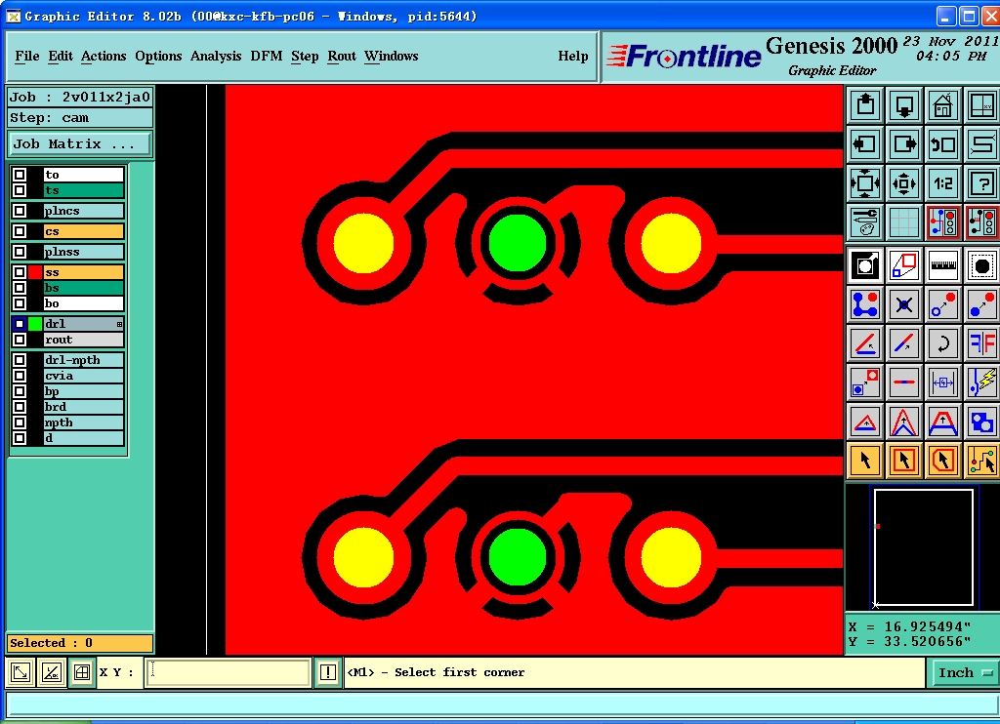 Graphic Editor 8.02b (00@kxc-kfb-pc06 - Windows, pid:5644)
File Edit Actions Options Analysis DFM Step Rout Windows Help
Frontline
Genesis 2000
Graphic Editor
23 Nov 2011
04:05 PM
Job : 2v011x2ja0
Step: cam
Job Matrix ...
to
ts
plncs
cs
plnss
ss
bs
bo
drl
rout
drl-npth
cvia
bp
brd
npth
d
1:2
?
X = 16.925494"
Y = 33.520656"
Selected : 0
X Y :
!
<M1> - Select first corner
Inch